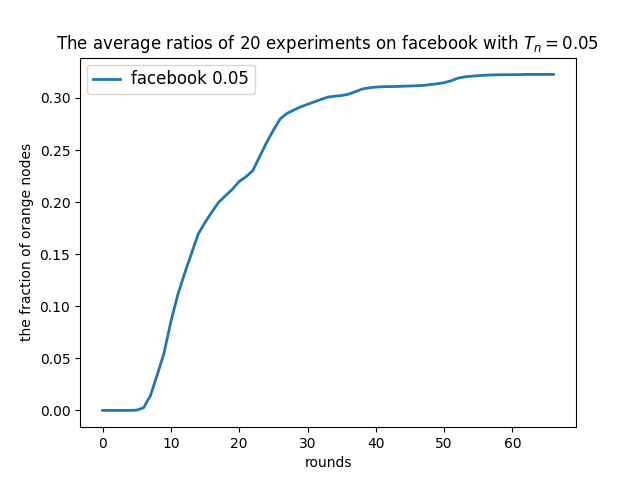 The average ratios of 20 experiments on facebook with $T_n = 0.05$
facebook 0.05
the fraction of orange nodes
0.30
0.25
0.20
0.15
0.10
0.05
0.00
0 10 20 30 40 50 60
rounds